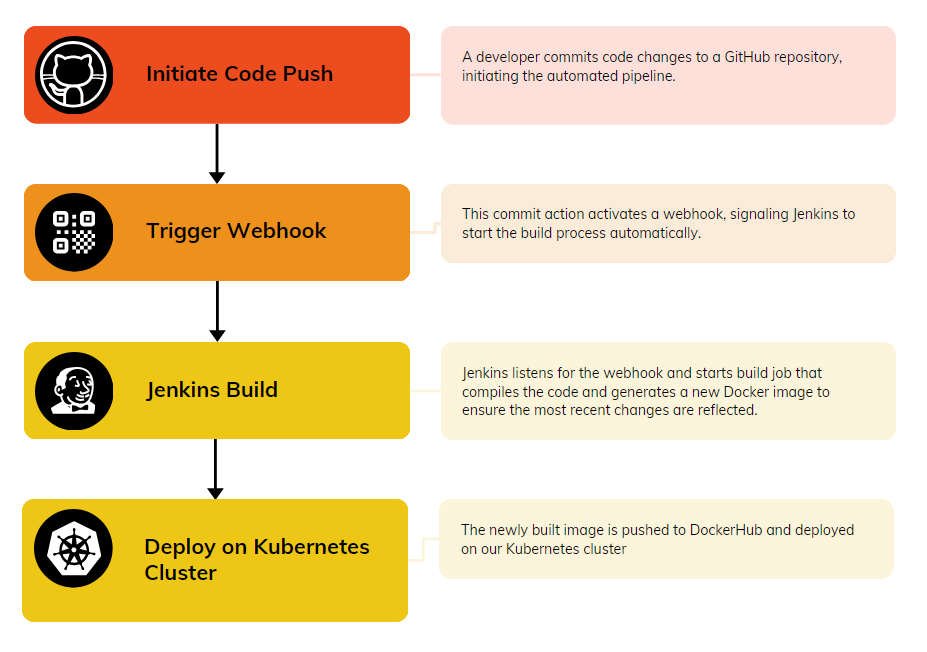 Initiate Code Push
A developer commits code changes to a GitHub repository,
initiating the automated pipeline.
Trigger Webhook
This commit action activates a webhook, signaling Jenkins to
start the build process automatically.
Jenkins Build
Jenkins listens for the webhook and starts build job that
compiles the code and generates a new Docker image to
ensure the most recent changes are reflected.
Deploy on Kubernetes
Cluster
The newly built image is pushed to DockerHub and deployed
on our Kubernetes cluster